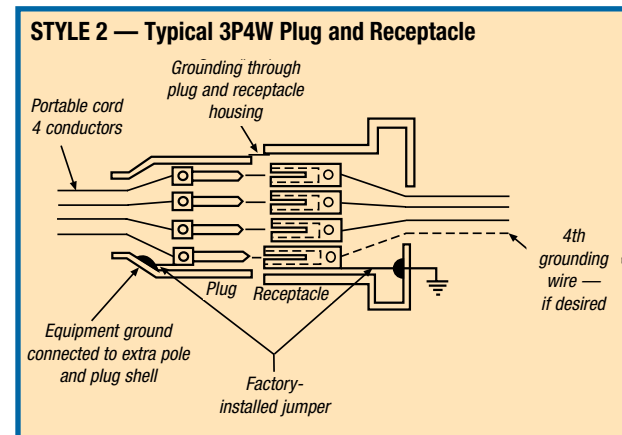 STYLE 2 — Typical 3P4W Plug and Receptacle
Grounding through
plug and receptacle
housing
Portable cord
4 conductors
4th
grounding
wire —
if desired
Plug
Receptacle
Equipment ground
connected to extra pole
and plug shell
Factory-
installed jumper